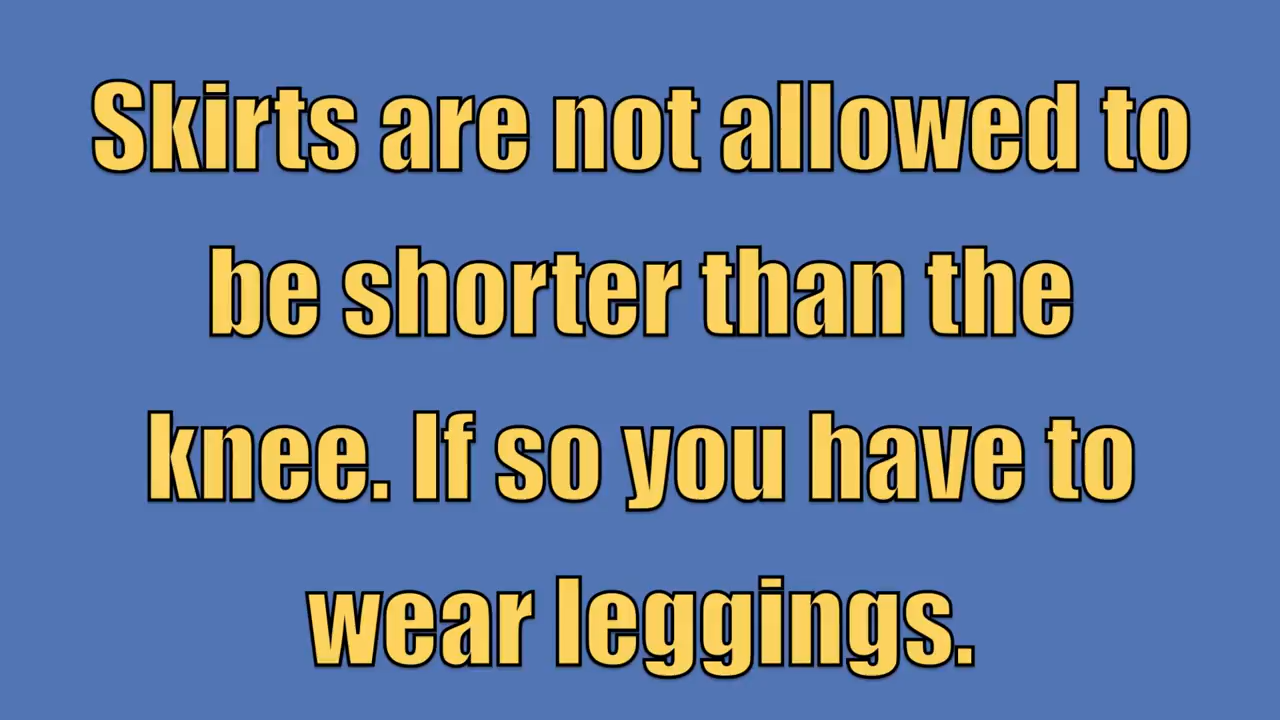 Skirts are not allowed to
be shorter than the
knee. If so you have to
wear leggings.